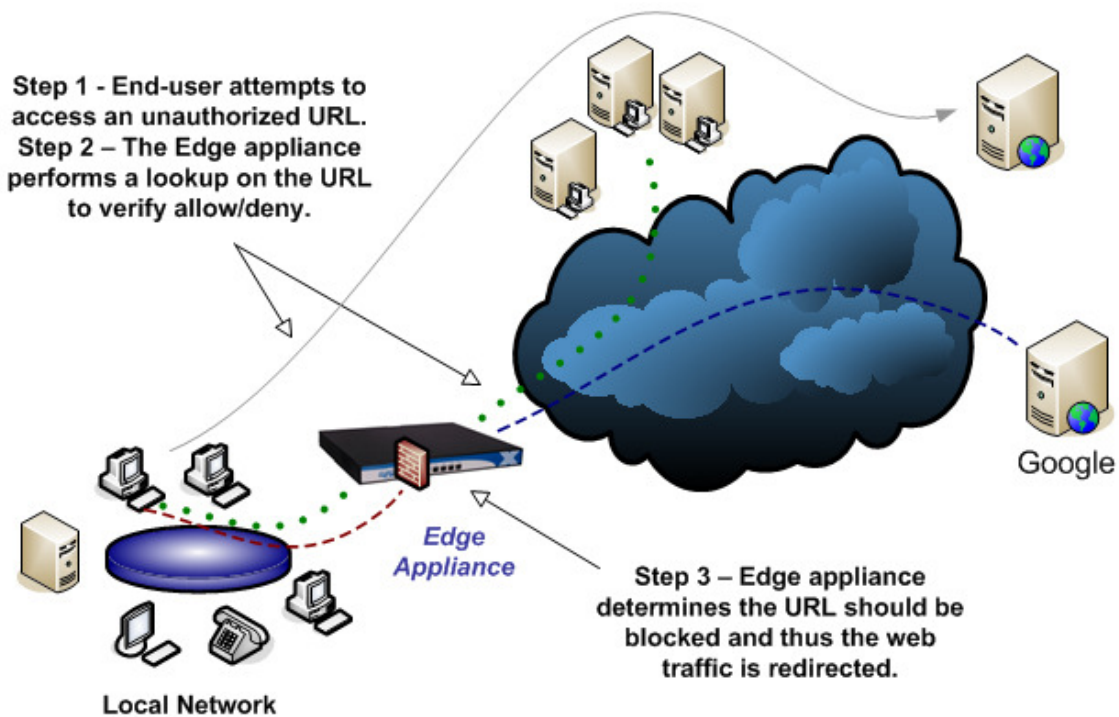 Step 1 - End-user attempts to
access an unauthorized URL.
Step 2 – The Edge appliance
performs a lookup on the URL
to verify allow/deny.
Google
Edge
Appliance
Step 3 – Edge appliance
determines the URL should be
blocked and thus the web
traffic is redirected.
Local Network